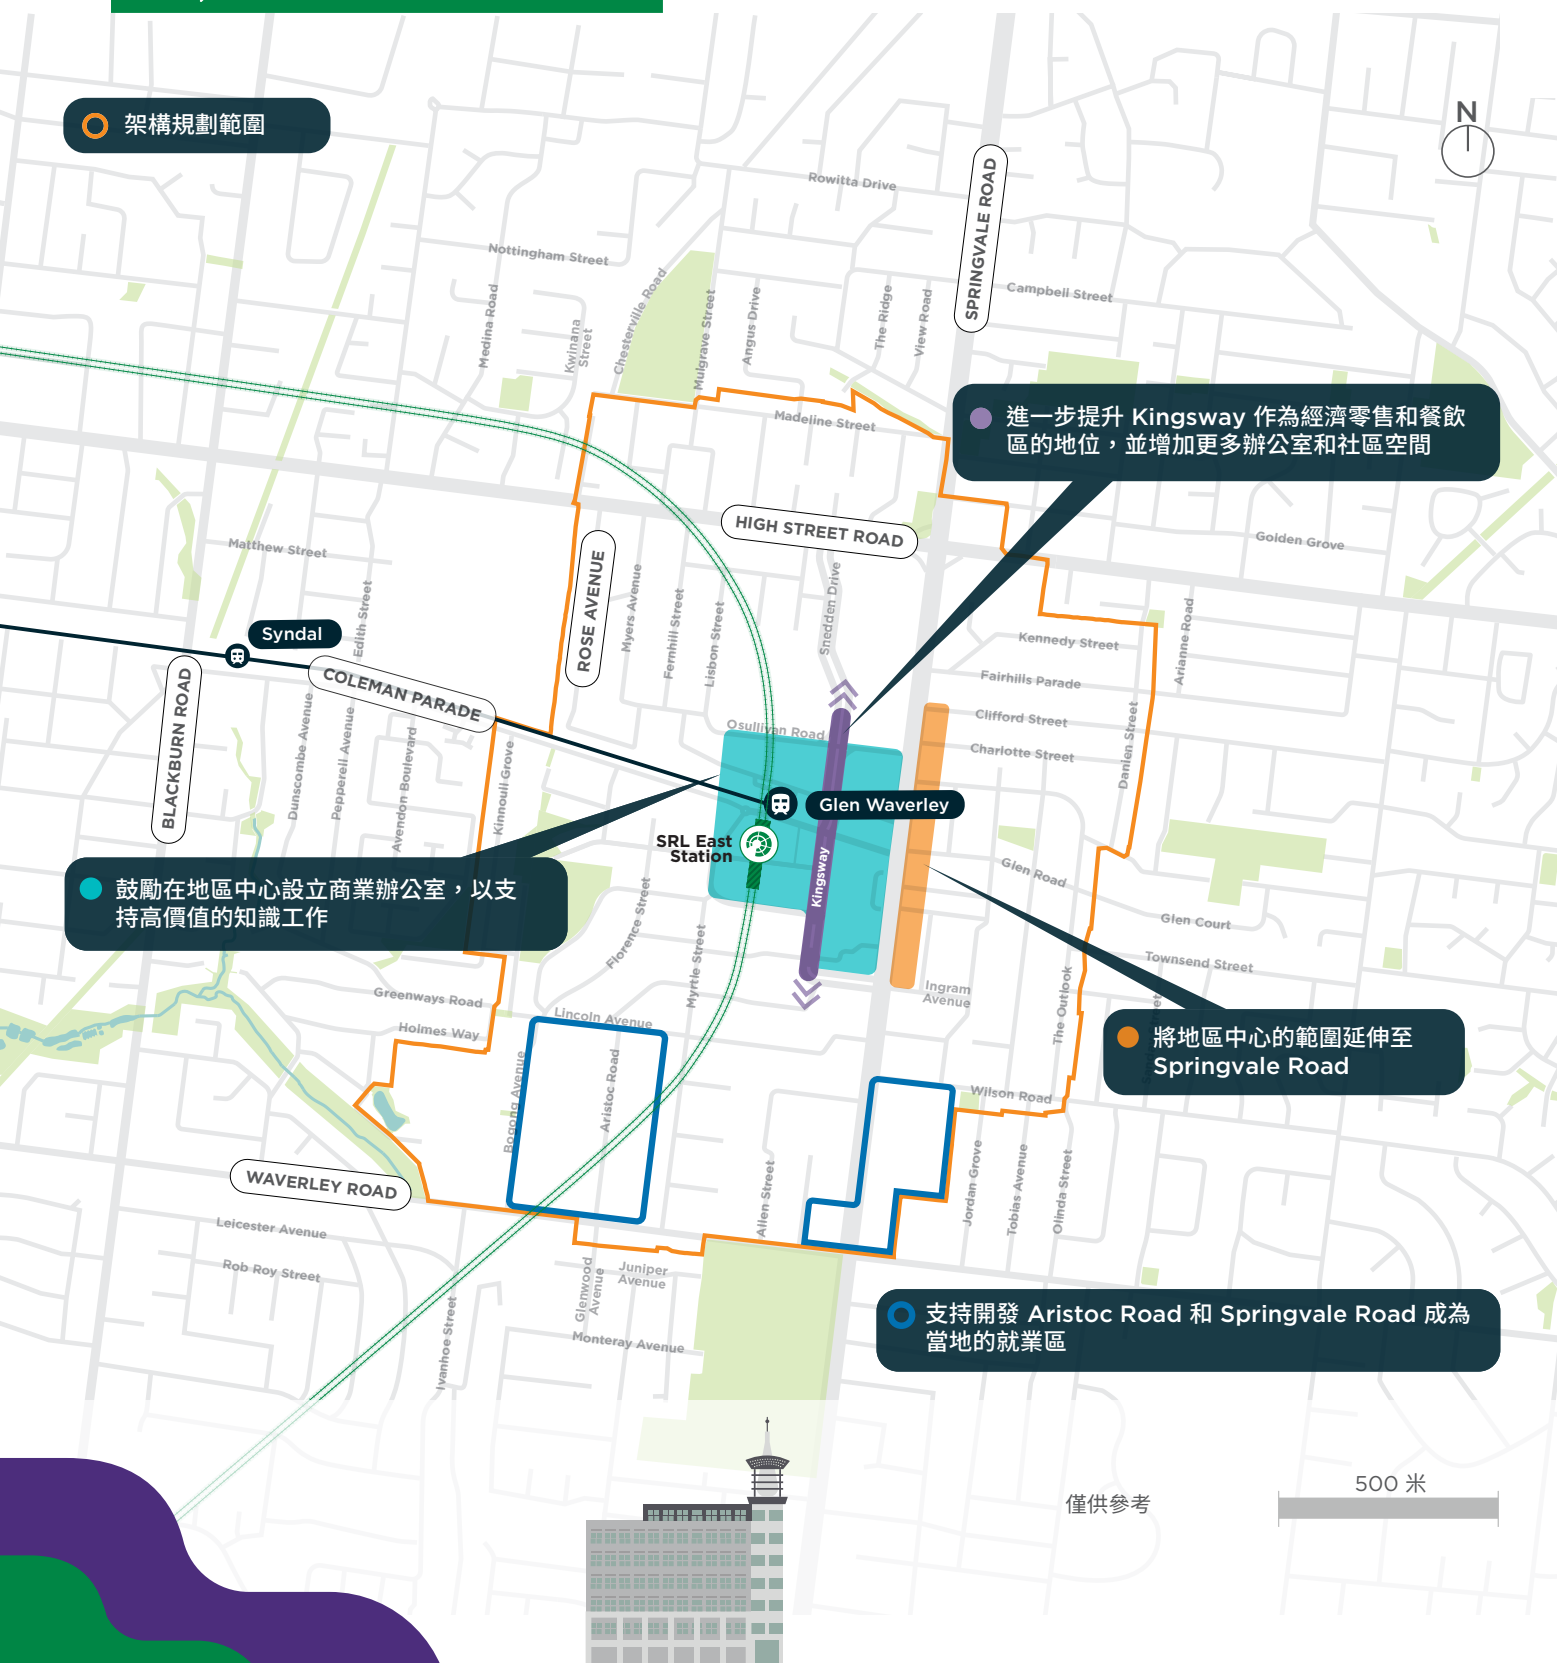 架構規劃範圍
N
Rowitta Drive
SPRINGVALE ROAD
Nottingham Street
Chesterville Road
Medina Road
Kwinana
Street
Mulgrave Street
Angus Drive
The Ridge
View Road
Campbell Street
Madeline Street
進一步提升 Kingsway 作為經濟零售和餐飲
區的地位，並增加更多辦公室和社區空間
HIGH STREET ROAD
Golden Grove
Matthew Street
ROSE AVENUE
Edith Street
Myers Avenue
Fernhill Street
Lisbon Street
Snedden Drive
Syndal
Kennedy Street
Arianne Road
COLEMAN PARADE
BLACKBURN ROAD
Fairhills Parade
Clifford Street
Osullivan Road
Charlotte Street
Danien Street
Dunscombe Avenue
Pepperell Avenue
Avendon Boulevard
Kinnoull Grove
Glen Waverley
SRL East
Station
Kingsway
Glen Road
鼓勵在地區中心設立商業辦公室，以支
持高價值的知識工作
Florence Street
Myrtle Street
Glen Court
Townsend Street
Ingram
Avenue
The Outlook
Greenways Road
Holmes Way
Lincoln Avenue
將地區中心的範圍延伸至
Springvale Road
Bogong Avenue
Aristoc Road
Wilson Road
WAVERLEY ROAD
Allen Street
Jordan Grove
Tobias Avenue
Olinda Street
Leicester Avenue
Rob Roy Street
Glenwood
Avenue
Juniper
Avenue
Ivanhoe Street
Monteray Avenue
支持開發 Aristoc Road 和 Springvale Road 成為
當地的就業區
僅供參考
500 米